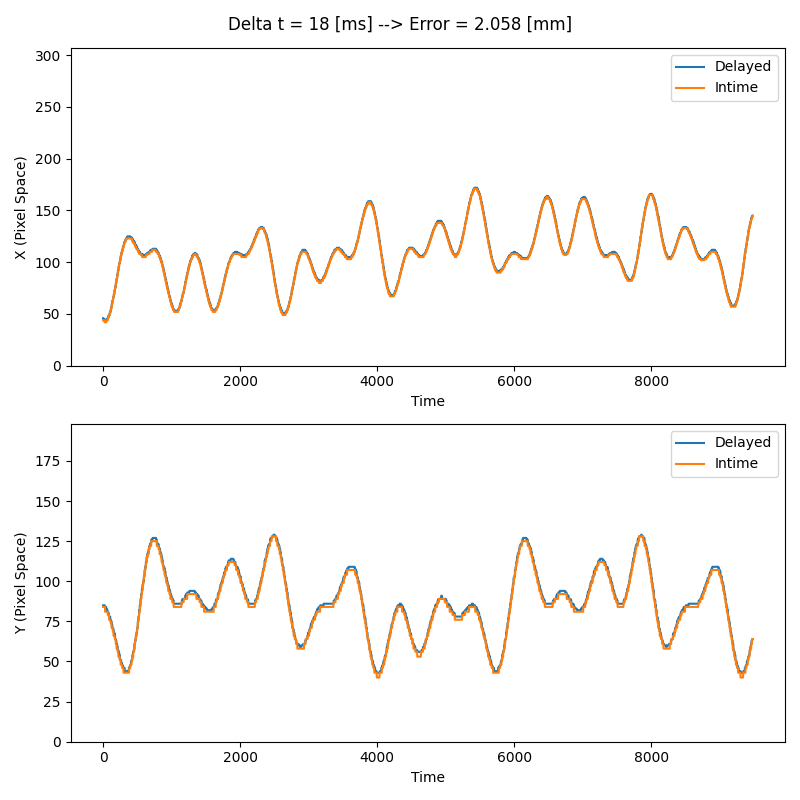 Delta t = 18 [ms] --> Error = 2.058 [mm]
300
250
200
150
100
50
0
X (Pixel Space)
Delayed
Intime
0 2000 4000 6000 8000
Time
175
150
125
100
75
50
25
0
Y (Pixel Space)
Delayed
Intime
0 2000 4000 6000 8000
Time